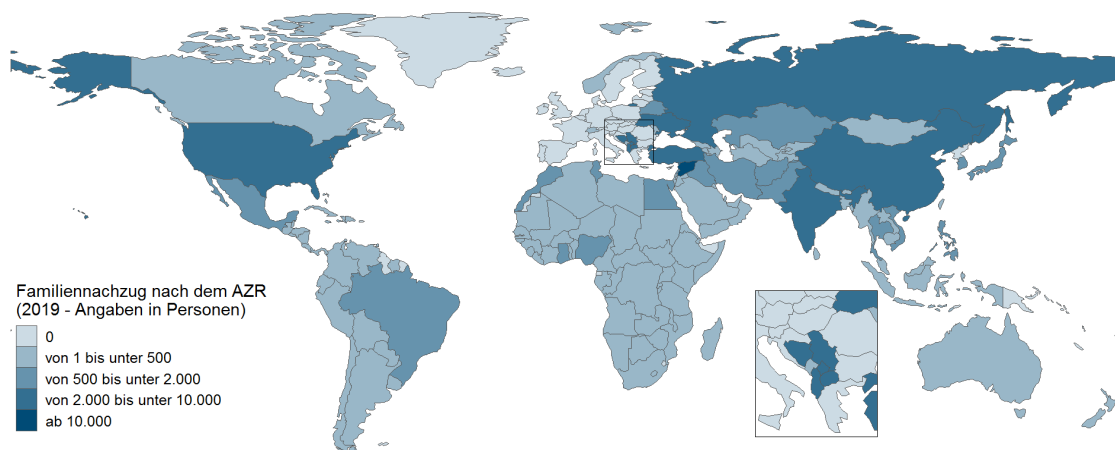 Familiennachzug nach dem AZR
(2019 - Angaben in Personen)
0
von 1 bis unter 500
von 500 bis unter 2.000
von 2.000 bis unter 10.000
ab 10.000